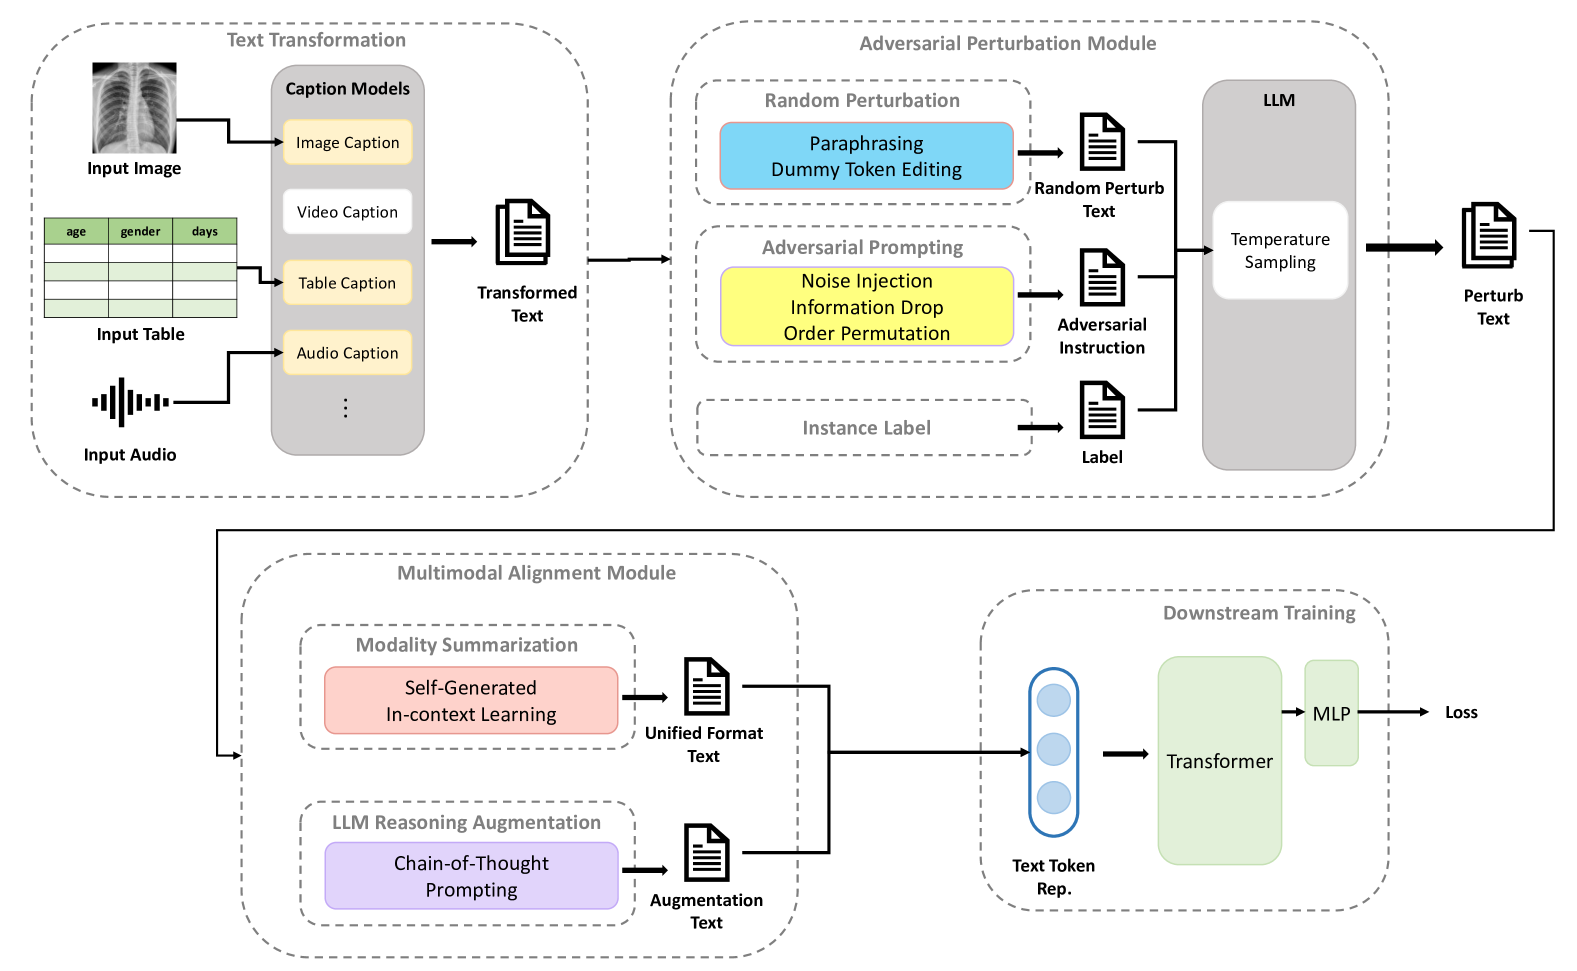 Text Transformation
Input Image
age gender days
Input Table
Input Audio
Caption Models
Image Caption
Video Caption
Table Caption
Audio Caption
⋮
Transformed
Text
Adversarial Perturbation Module
Random Perturbation
Paraphrasing
Dummy Token Editing
Random Perturb
Text
Adversarial Prompting
Noise Injection
Information Drop
Order Permutation
Adversarial
Instruction
Instance Label
Label
LLM
Temperature
Sampling
Perturb
Text
Multimodal Alignment Module
Modality Summarization
Self-Generated
In-context Learning
Unified Format
Text
LLM Reasoning Augmentation
Chain-of-Thought
Prompting
Augmentation
Text
Downstream Training
Text Token
Rep.
Transformer
MLP
Loss